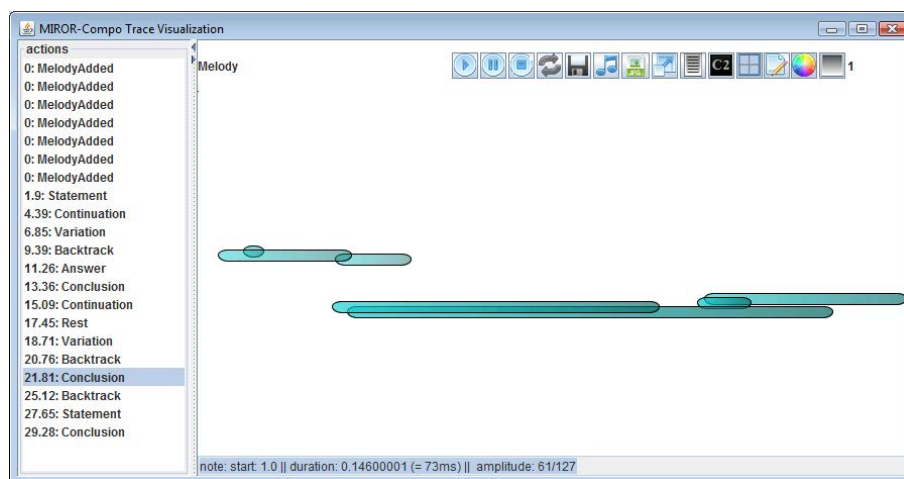 MIROR-Compo Trace Visualization
actions
0: MelodyAdded
0: MelodyAdded
0: MelodyAdded
0: MelodyAdded
0: MelodyAdded
0: MelodyAdded
0: MelodyAdded
1.9: Statement
4.39: Continuation
6.85: Variation
9.39: Backtrack
11.26: Answer
13.36: Conclusion
15.09: Continuation
17.45: Rest
18.71: Variation
20.76: Backtrack
21.81: Conclusion
25.12: Backtrack
27.65: Statement
29.28: Conclusion
Melody
C2
1
note: start: 1.0 || duration: 0.14600001 (= 73ms) || amplitude: 61/127